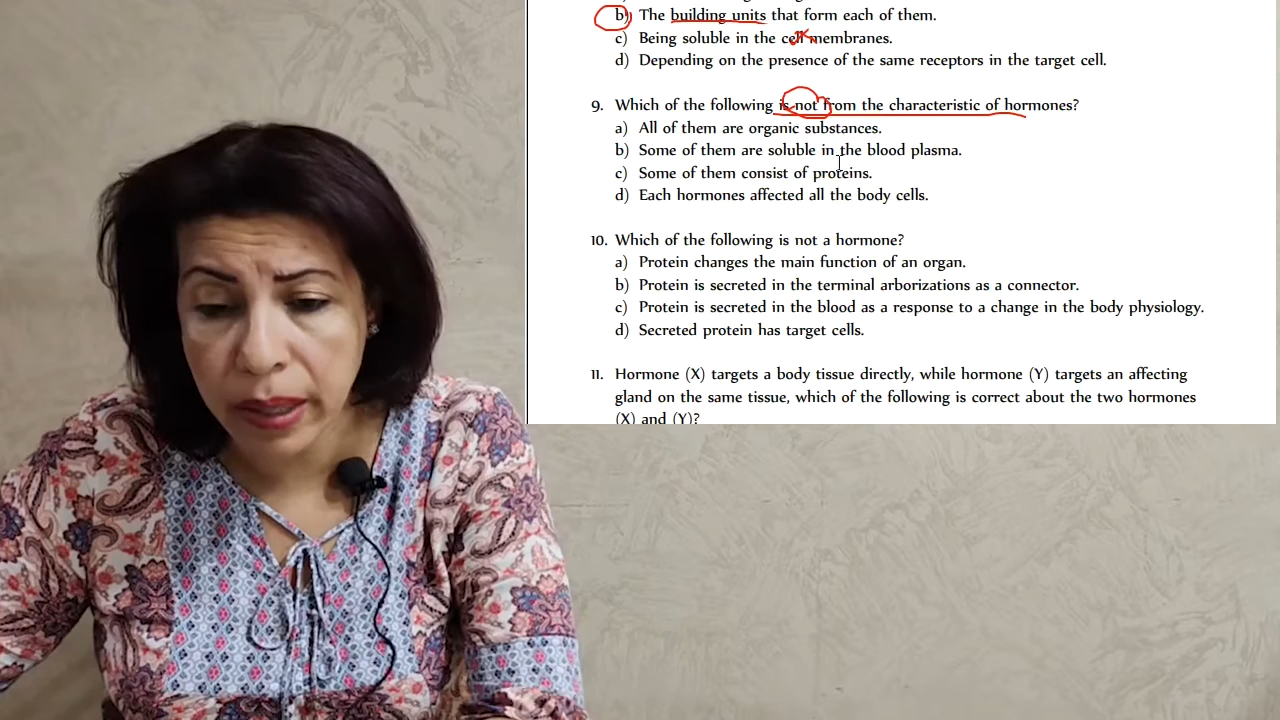 b) The building units that form each of them.
c) Being soluble in the cell membranes.
d) Depending on the presence of the same receptors in the target cell.
9. Which of the following is not from the characteristic of hormones?
a) All of them are organic substances.
b) Some of them are soluble in the blood plasma.
c) Some of them consist of proteins.
d) Each hormones affected all the body cells.
10. Which of the following is not a hormone?
a) Protein changes the main function of an organ.
b) Protein is secreted in the terminal arborizations as a connector.
c) Protein is secreted in the blood as a response to a change in the body physiology.
d) Secreted protein has target cells.
11. Hormone (X) targets a body tissue directly, while hormone (Y) targets an affecting
gland on the same tissue, which of the following is correct about the two hormones
(X) and (Y)?